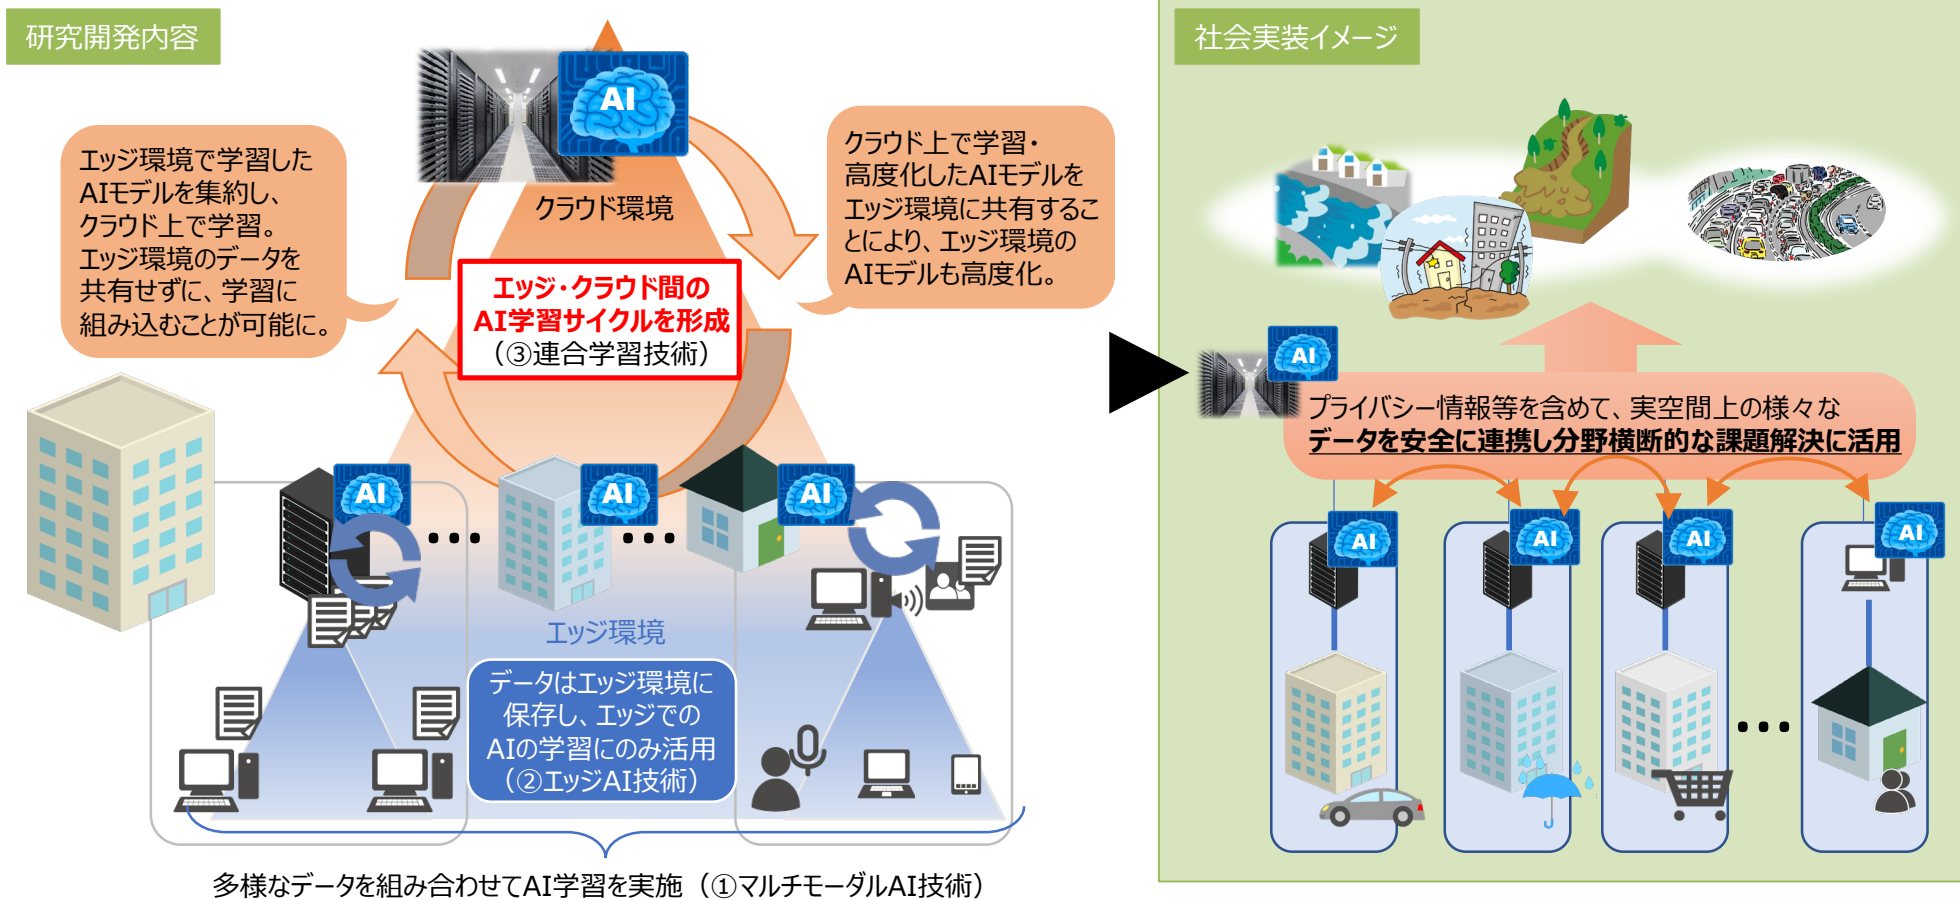 研究開発内容
AI
クラウド環境
エッジ環境で学習した
AIモデルを集約し、
クラウド上で学習。
エッジ環境のデータを
共有せずに、学習に
組み込むことが可能に。
クラウド上で学習・
高度化したAIモデルを
エッジ環境に共有するこ
とにより、エッジ環境の
AIモデルも高度化。
エッジ・クラウド間の
AI学習サイクルを形成
（③連合学習技術）
AI
AI
AI
エッジ環境
データはエッジ環境に
保存し、エッジでの
AIの学習にのみ活用
（②エッジAI技術）
多様なデータを組み合わせてAI学習を実施（①マルチモーダルAI技術）
社会実装イメージ
AI
プライバシー情報等を含めて、実空間上の様々な
データを安全に連携し分野横断的な課題解決に活用
AI
AI
AI
AI